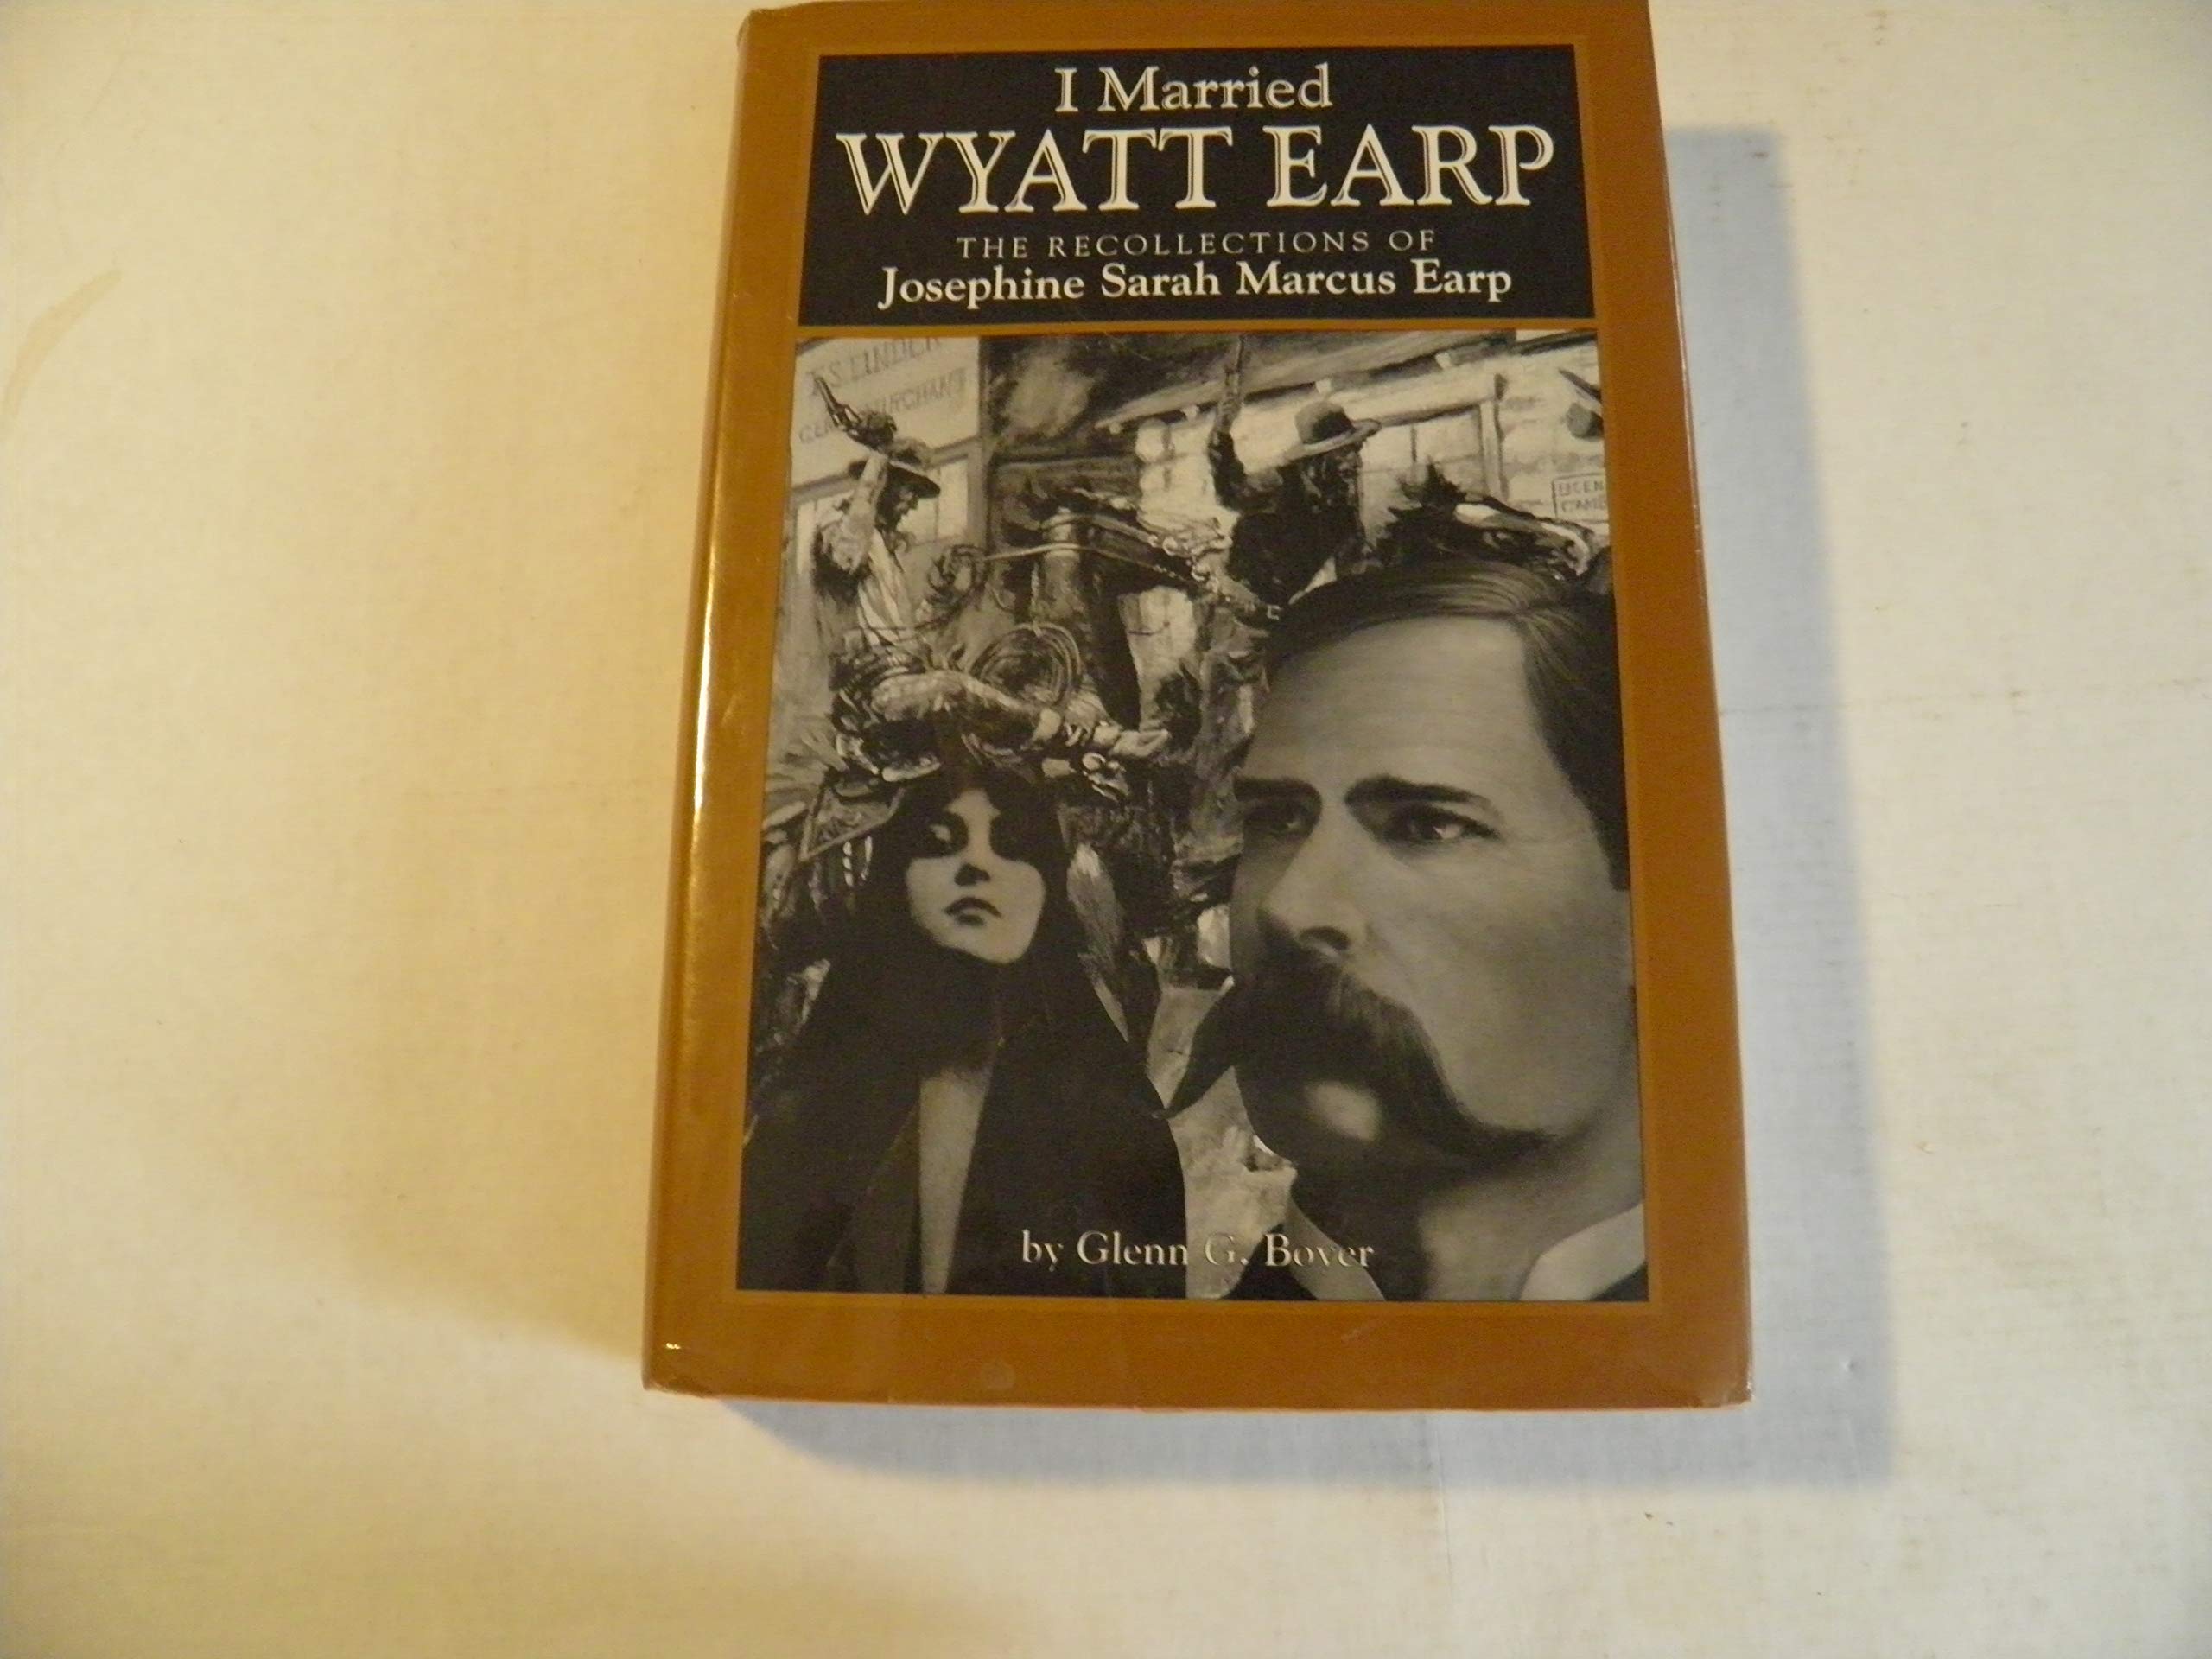 I Married
WYATT EARP
THE RECOLLECTIONS OF
Josephine Sarah Marcus Earp
by Glenn G. Boyer